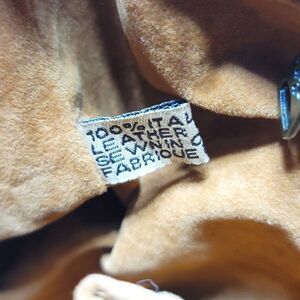 100% ITAL
LEATHER
SEWN IN C
FABRIQUE